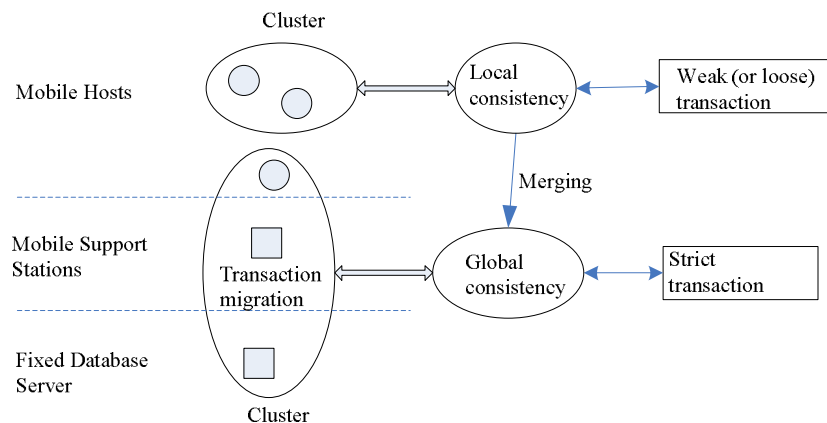 Cluster
Mobile Hosts
Local
consistency
Weak (or loose)
transaction
Merging
Mobile Support
Stations
Transaction
migration
Global
consistency
Strict
transaction
Fixed Database
Server
Cluster